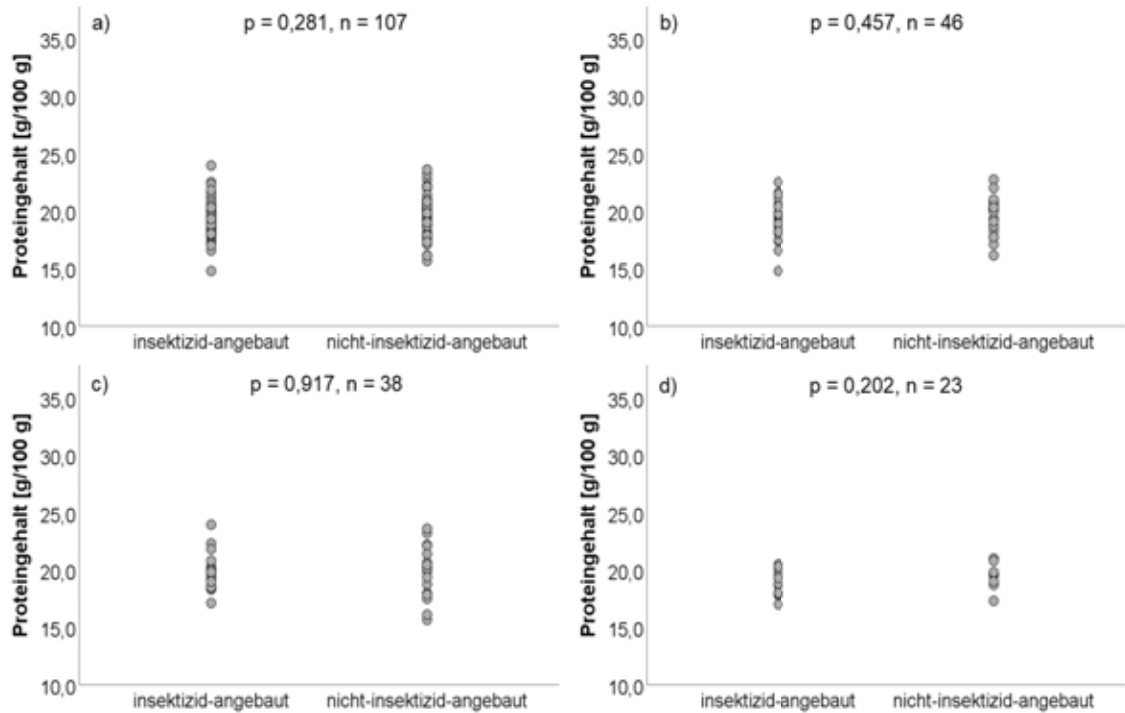 a) p = 0,281, n = 107
Proteingehalt [g/100 g]
35,0
30,0
25,0
20,0
15,0
10,0
insektizid-angebaut nicht-insektizid-angebaut
b) p = 0,457, n = 46
Proteingehalt [g/100 g]
35,0
30,0
25,0
20,0
15,0
10,0
insektizid-angebaut nicht-insektizid-angebaut
c) p = 0,917, n = 38
Proteingehalt [g/100 g]
35,0
30,0
25,0
20,0
15,0
10,0
insektizid-angebaut nicht-insektizid-angebaut
d) p = 0,202, n = 23
Proteingehalt [g/100 g]
35,0
30,0
25,0
20,0
15,0
10,0
insektizid-angebaut nicht-insektizid-angebaut